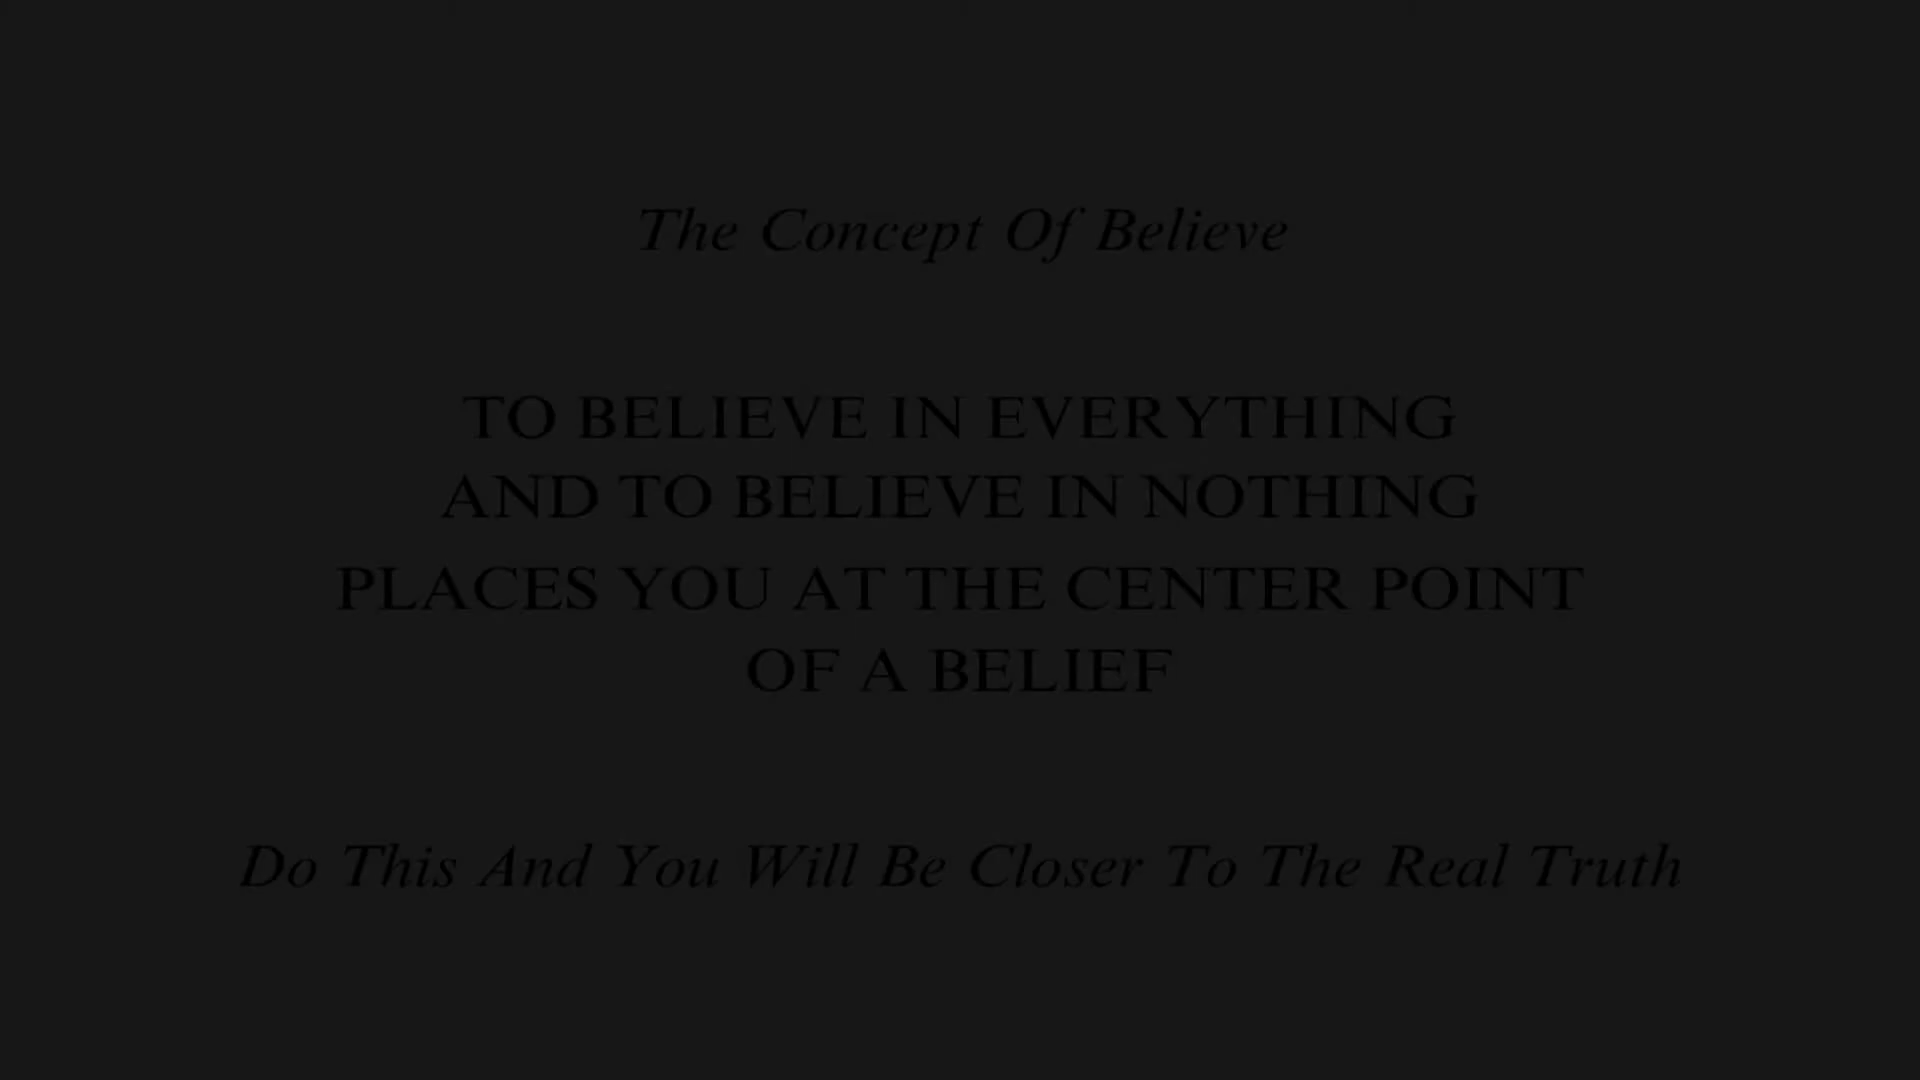 The Concept Of Believe
TO BELIEVE IN EVERYTHING
AND TO BELIEVE IN NOTHING
PLACES YOU AT THE CENTER POINT
OF A BELIEF
Do This And You Will Be Closer To The Real Truth